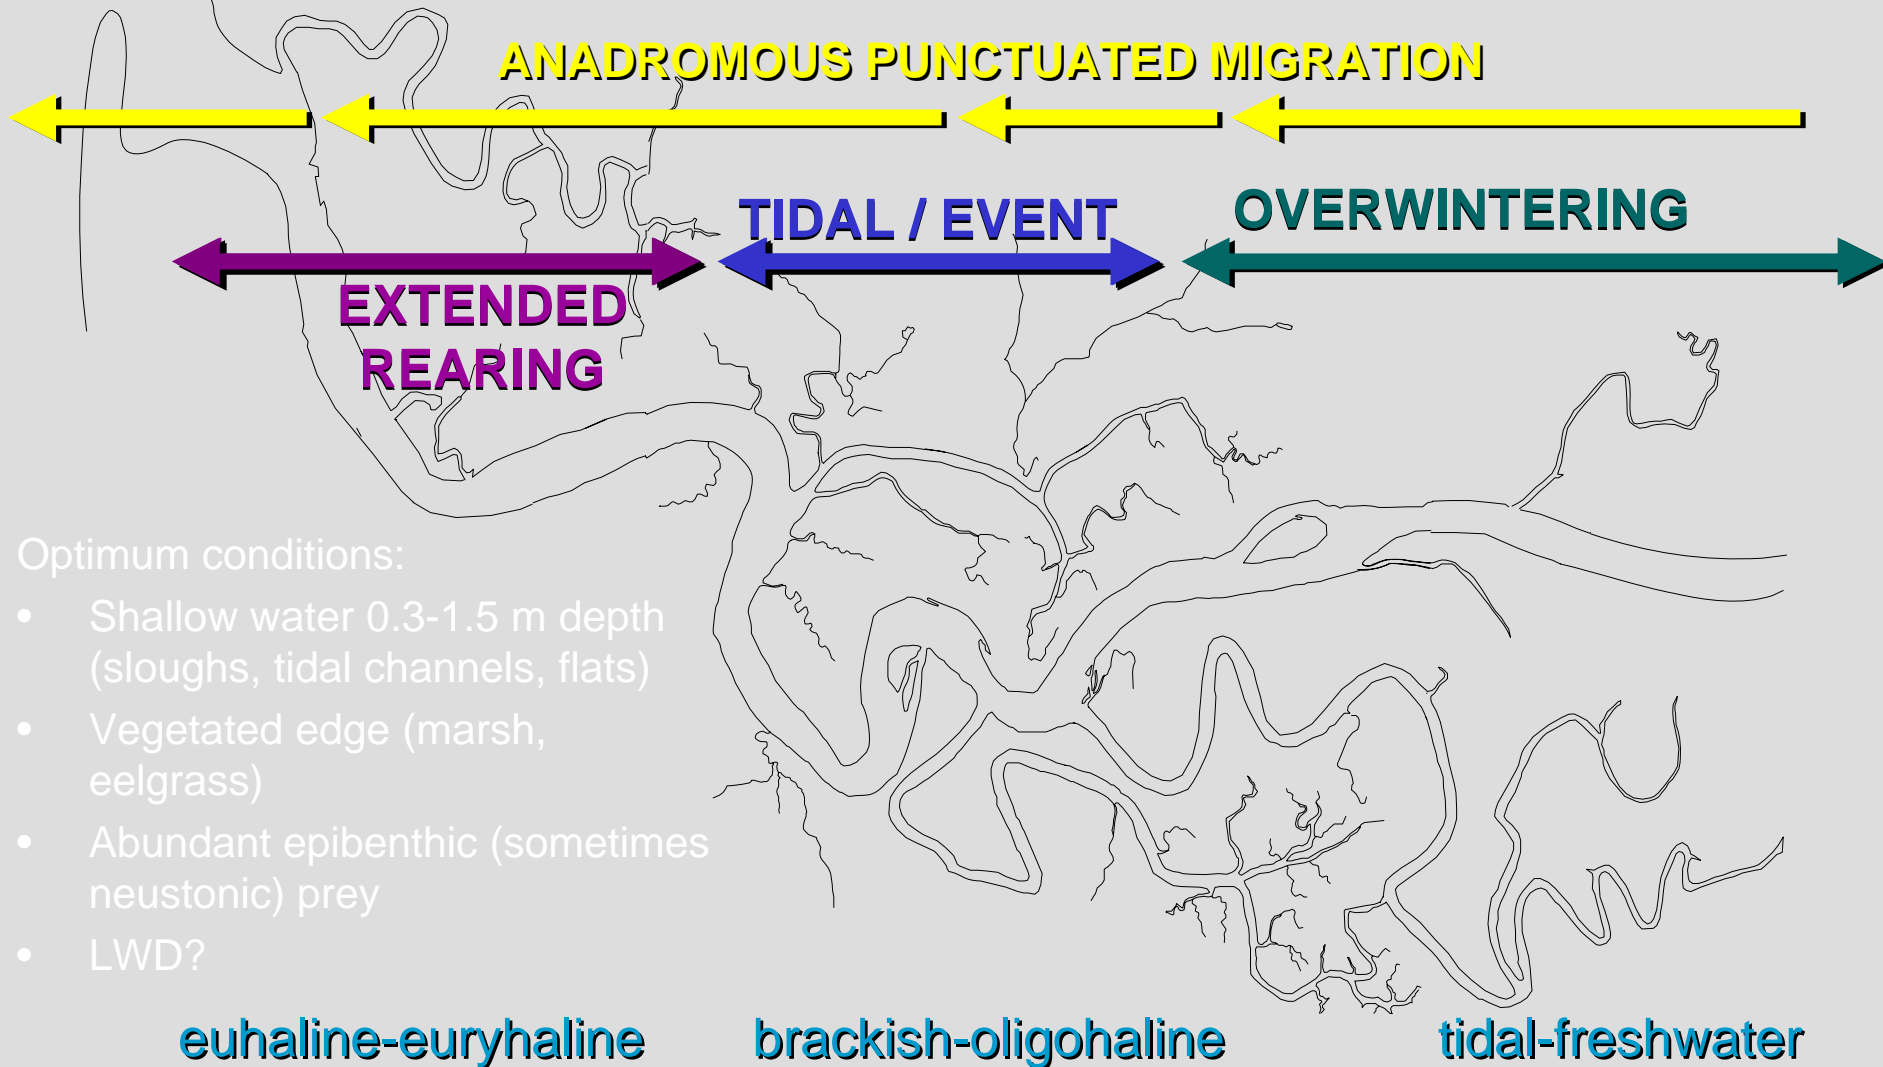 ANADROMOUS PUNCTUATED MIGRATION
TIDAL / EVENT
OVERWINTERING
EXTENDED
REARING
Optimum conditions:
• Shallow water 0.3-1.5 m depth
(sloughs, tidal channels, flats)
• Vegetated edge (marsh,
eelgrass)
• Abundant epibenthic (sometimes
neustonic) prey
• LWD?
euhaline-euryhaline
brackish-oligohaline
tidal-freshwater